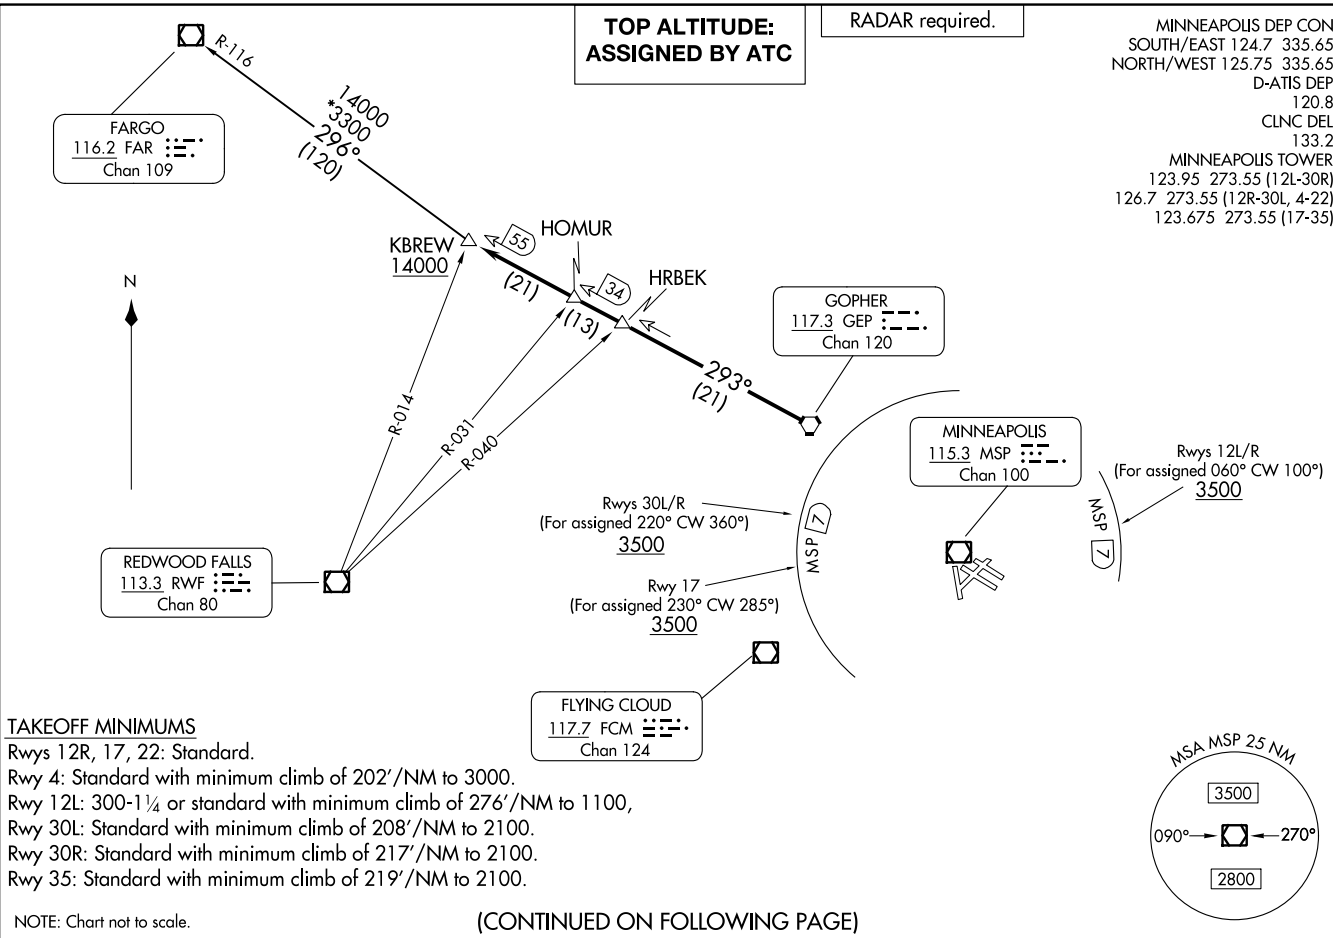 TOP ALTITUDE:
ASSIGNED BY ATC
RADAR required.
MINNEAPOLIS DEP CON
SOUTH/EAST 124.7 335.65
NORTH/WEST 125.75 335.65
D-ATIS DEP
120.8
CLNC DEL
133.2
MINNEAPOLIS TOWER
123.95 273.55 (12L-30R)
126.7 273.55 (12R-30L, 4-22)
123.675 273.55 (17-35)
R-116
FARGO
116.2 FAR
Chan 109
14000
*3300
296°
(120)
KBREW
14000
55
HOMUR
(21)
34
HRBEK
(13)
N
GOPHER
117.3 GEP
Chan 120
293°
(21)
R-014
R-031
R-040
MINNEAPOLIS
115.3 MSP
Chan 100
Rwys 12L/R
(For assigned 060° CW 100°)
3500
MSP 7
Rwys 30L/R
(For assigned 220° CW 360°)
3500
MSP 7
Rwy 17
(For assigned 230° CW 285°)
3500
REDWOOD FALLS
113.3 RWF
Chan 80
FLYING CLOUD
117.7 FCM
Chan 124
TAKEOFF MINIMUMS
Rwys 12R, 17, 22: Standard.
Rwy 4: Standard with minimum climb of 202'/NM to 3000.
Rwy 12L: 300-1¼ or standard with minimum climb of 276'/NM to 1100,
Rwy 30L: Standard with minimum climb of 208'/NM to 2100.
Rwy 30R: Standard with minimum climb of 217'/NM to 2100.
Rwy 35: Standard with minimum climb of 219'/NM to 2100.
MSA MSP 25 NM
3500
090°
270°
2800
NOTE: Chart not to scale.
(CONTINUED ON FOLLOWING PAGE)